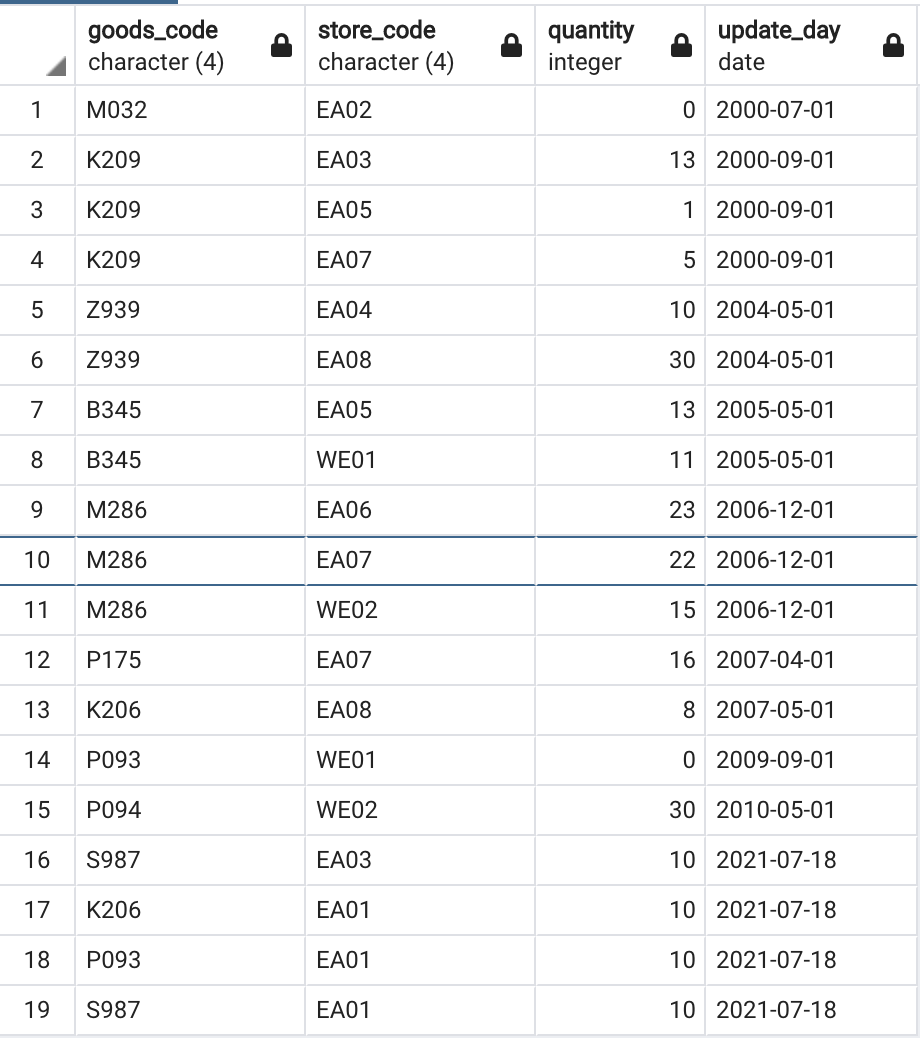 goods_code store_code quantity update_day
character (4) character (4) integer date
1 M032 EA02 0 2000-07-01
2 K209 EA03 13 2000-09-01
3 K209 EA05 1 2000-09-01
4 K209 EA07 5 2000-09-01
5 Z939 EA04 10 2004-05-01
6 Z939 EA08 30 2004-05-01
7 B345 EA05 13 2005-05-01
8 B345 WE01 11 2005-05-01
9 M286 EA06 23 2006-12-01
10 M286 EA07 22 2006-12-01
11 M286 WE02 15 2006-12-01
12 P175 EA07 16 2007-04-01
13 K206 EA08 8 2007-05-01
14 P093 WE01 0 2009-09-01
15 P094 WE02 30 2010-05-01
16 S987 EA03 10 2021-07-18
17 K206 EA01 10 2021-07-18
18 P093 EA01 10 2021-07-18
19 S987 EA01 10 2021-07-18